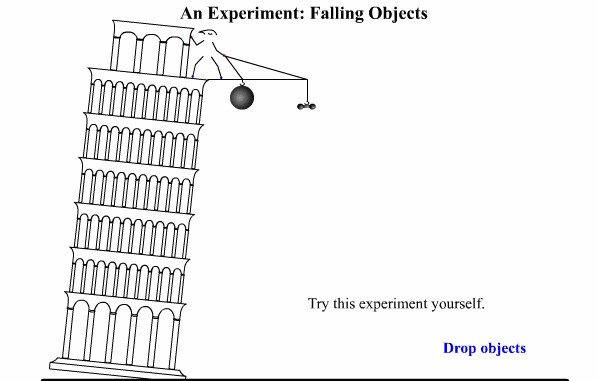 An Experiment: Falling Objects
Try this experiment yourself.
Drop objects